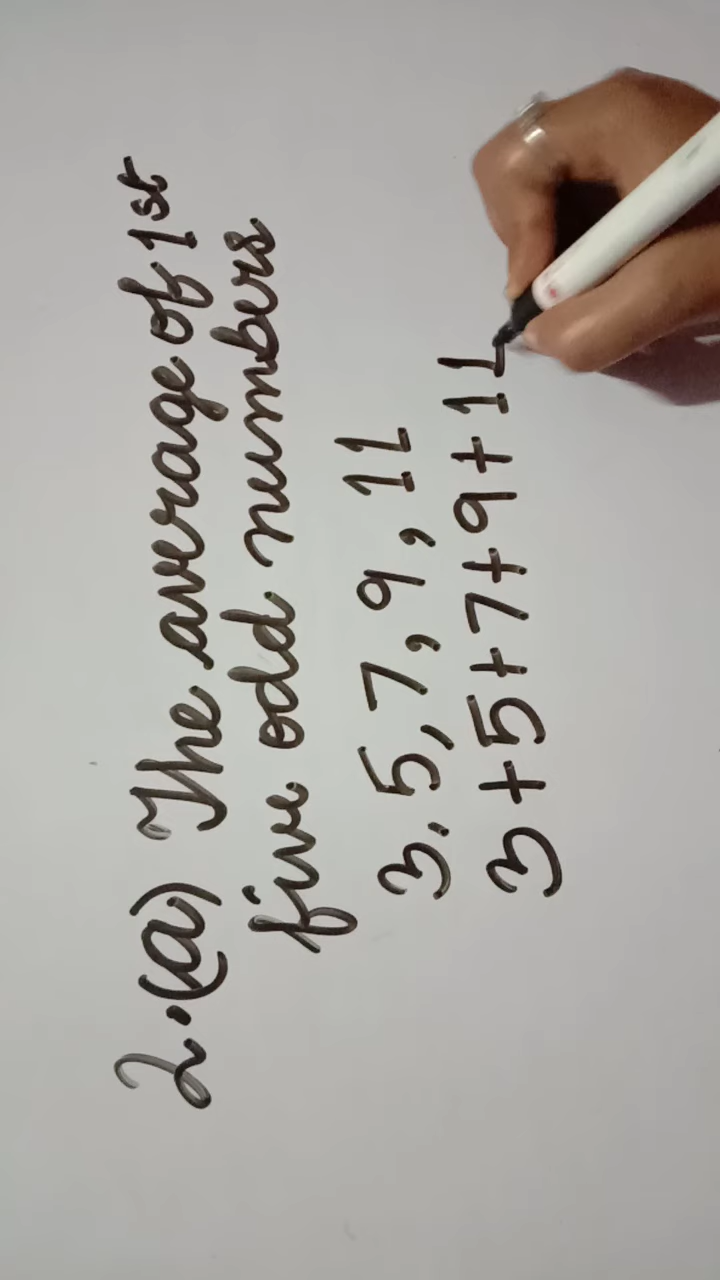 2.(a) The average of 1st
five odd numbers
3, 5, 7, 9, 11
3+5+7+9+11